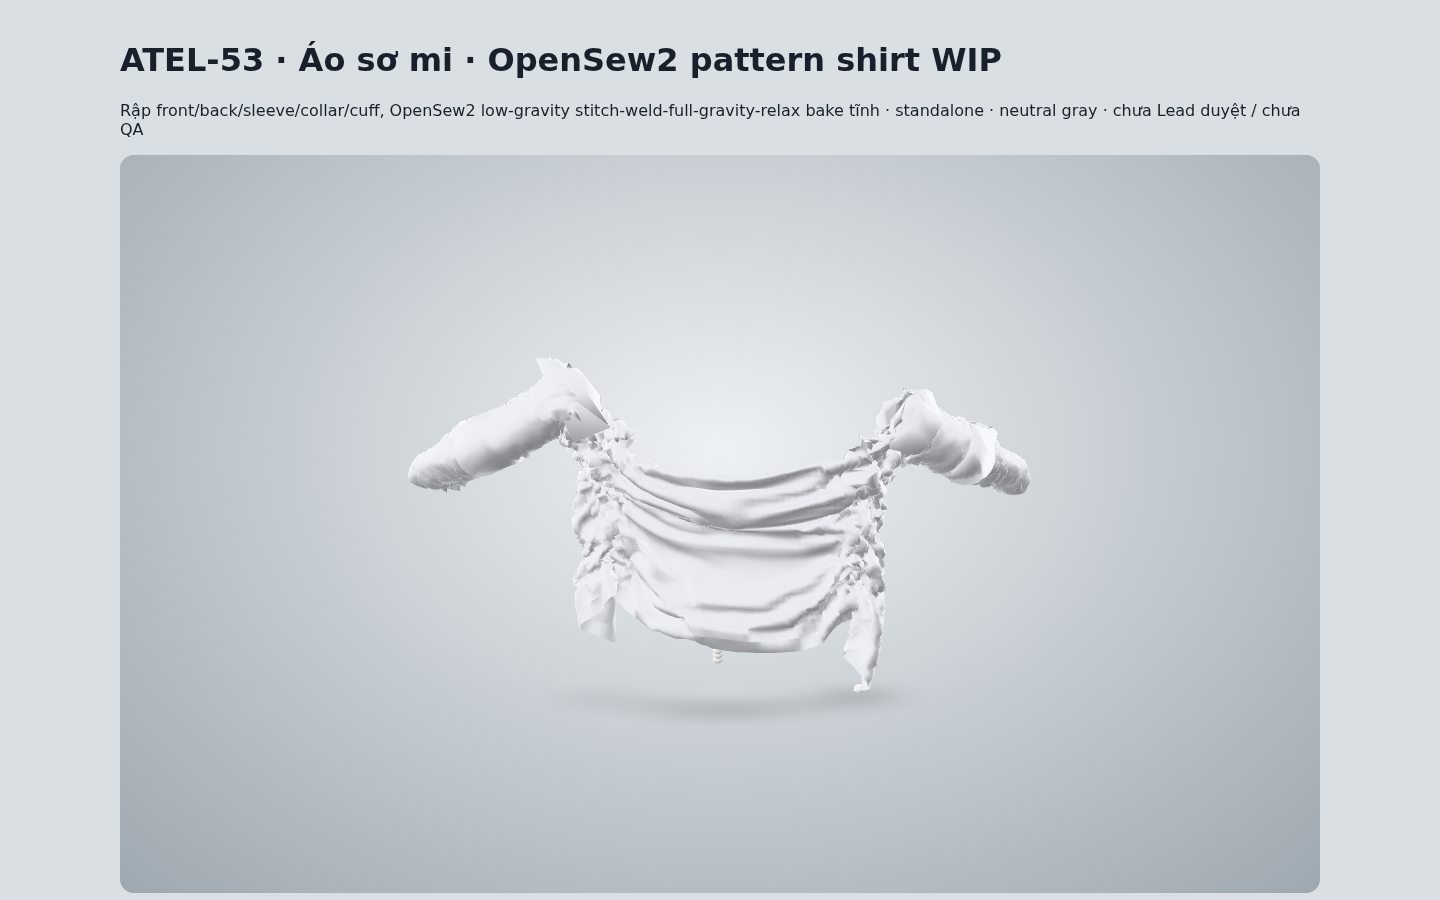 ATEL-53 · Áo sơ mi · OpenSew2 pattern shirt WIP
Rập front/back/sleeve/collar/cuff, OpenSew2 low-gravity stitch-weld-full-gravity-relax bake tĩnh · standalone · neutral gray · chưa Lead duyệt / chưa
QA